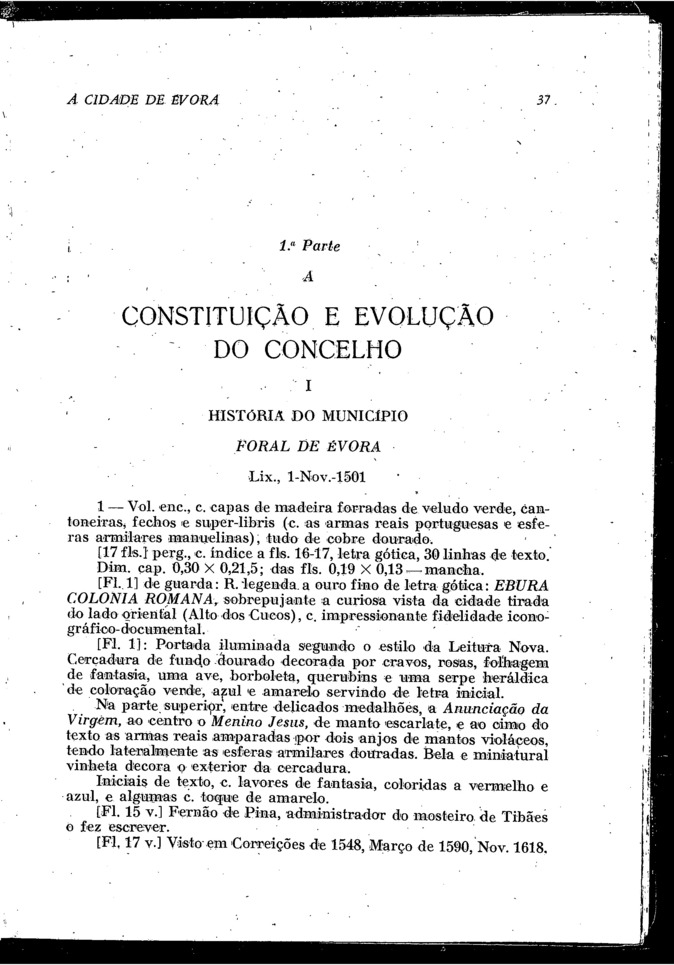 A CIDADE DE ÉVORA 37
1.ª Parte
A
CONSTITUIÇÃO E EVOLUÇÃO
DO CONCELHO
I
HISTÓRIA DO MUNICÍPIO
FORAL DE ÉVORA
Lix., 1-Nov.-1501
1 — Vol. enc., c. capas de madeira forradas de veludo verde, can-
toneiras, fechos e super-libris (c. as armas reais portuguesas e esfe-
ras armilares manuelinas), tudo de cobre dourado.
[17 fls.] perg., c. índice a fls. 16-17, letra gótica, 30 linhas de texto.
Dim. cap. 0,30 × 0,21,5; das fls. 0,19 × 0,13 — mancha.
[Fl. 1] de guarda: R. legenda a ouro fino de letra gótica: EBURA
COLONIA ROMANA, sobrepujante a curiosa vista da cidade tirada
do lado oriental (Alto dos Cucos), c. impressionante fidelidade icono-
gráfico-documental.
[Fl. 1]: Portada iluminada segundo o estilo da Leitura Nova.
Cercadura de fundo dourado decorada por cravos, rosas, folhagem
de fantasia, uma ave, borboleta, querubins e uma serpe heráldica
de coloração verde, azul e amarelo servindo de letra inicial.
Na parte superior, entre delicados medalhões, a Anunciação da
Virgem, ao centro o Menino Jesus, de manto escarlate, e ao cimo do
texto as armas reais amparadas por dois anjos de mantos violáceos,
tendo lateralmente as esferas armilares douradas. Bela e miniatural
vinheta decora o exterior da cercadura.
Iniciais de texto, c. lavores de fantasia, coloridas a vermelho e
azul, e algumas c. toque de amarelo.
[Fl. 15 v.] Fernão de Pina, administrador do mosteiro de Tibães
o fez escrever.
[Fl. 17 v.] Visto em Correições de 1548, Março de 1590, Nov. 1618.